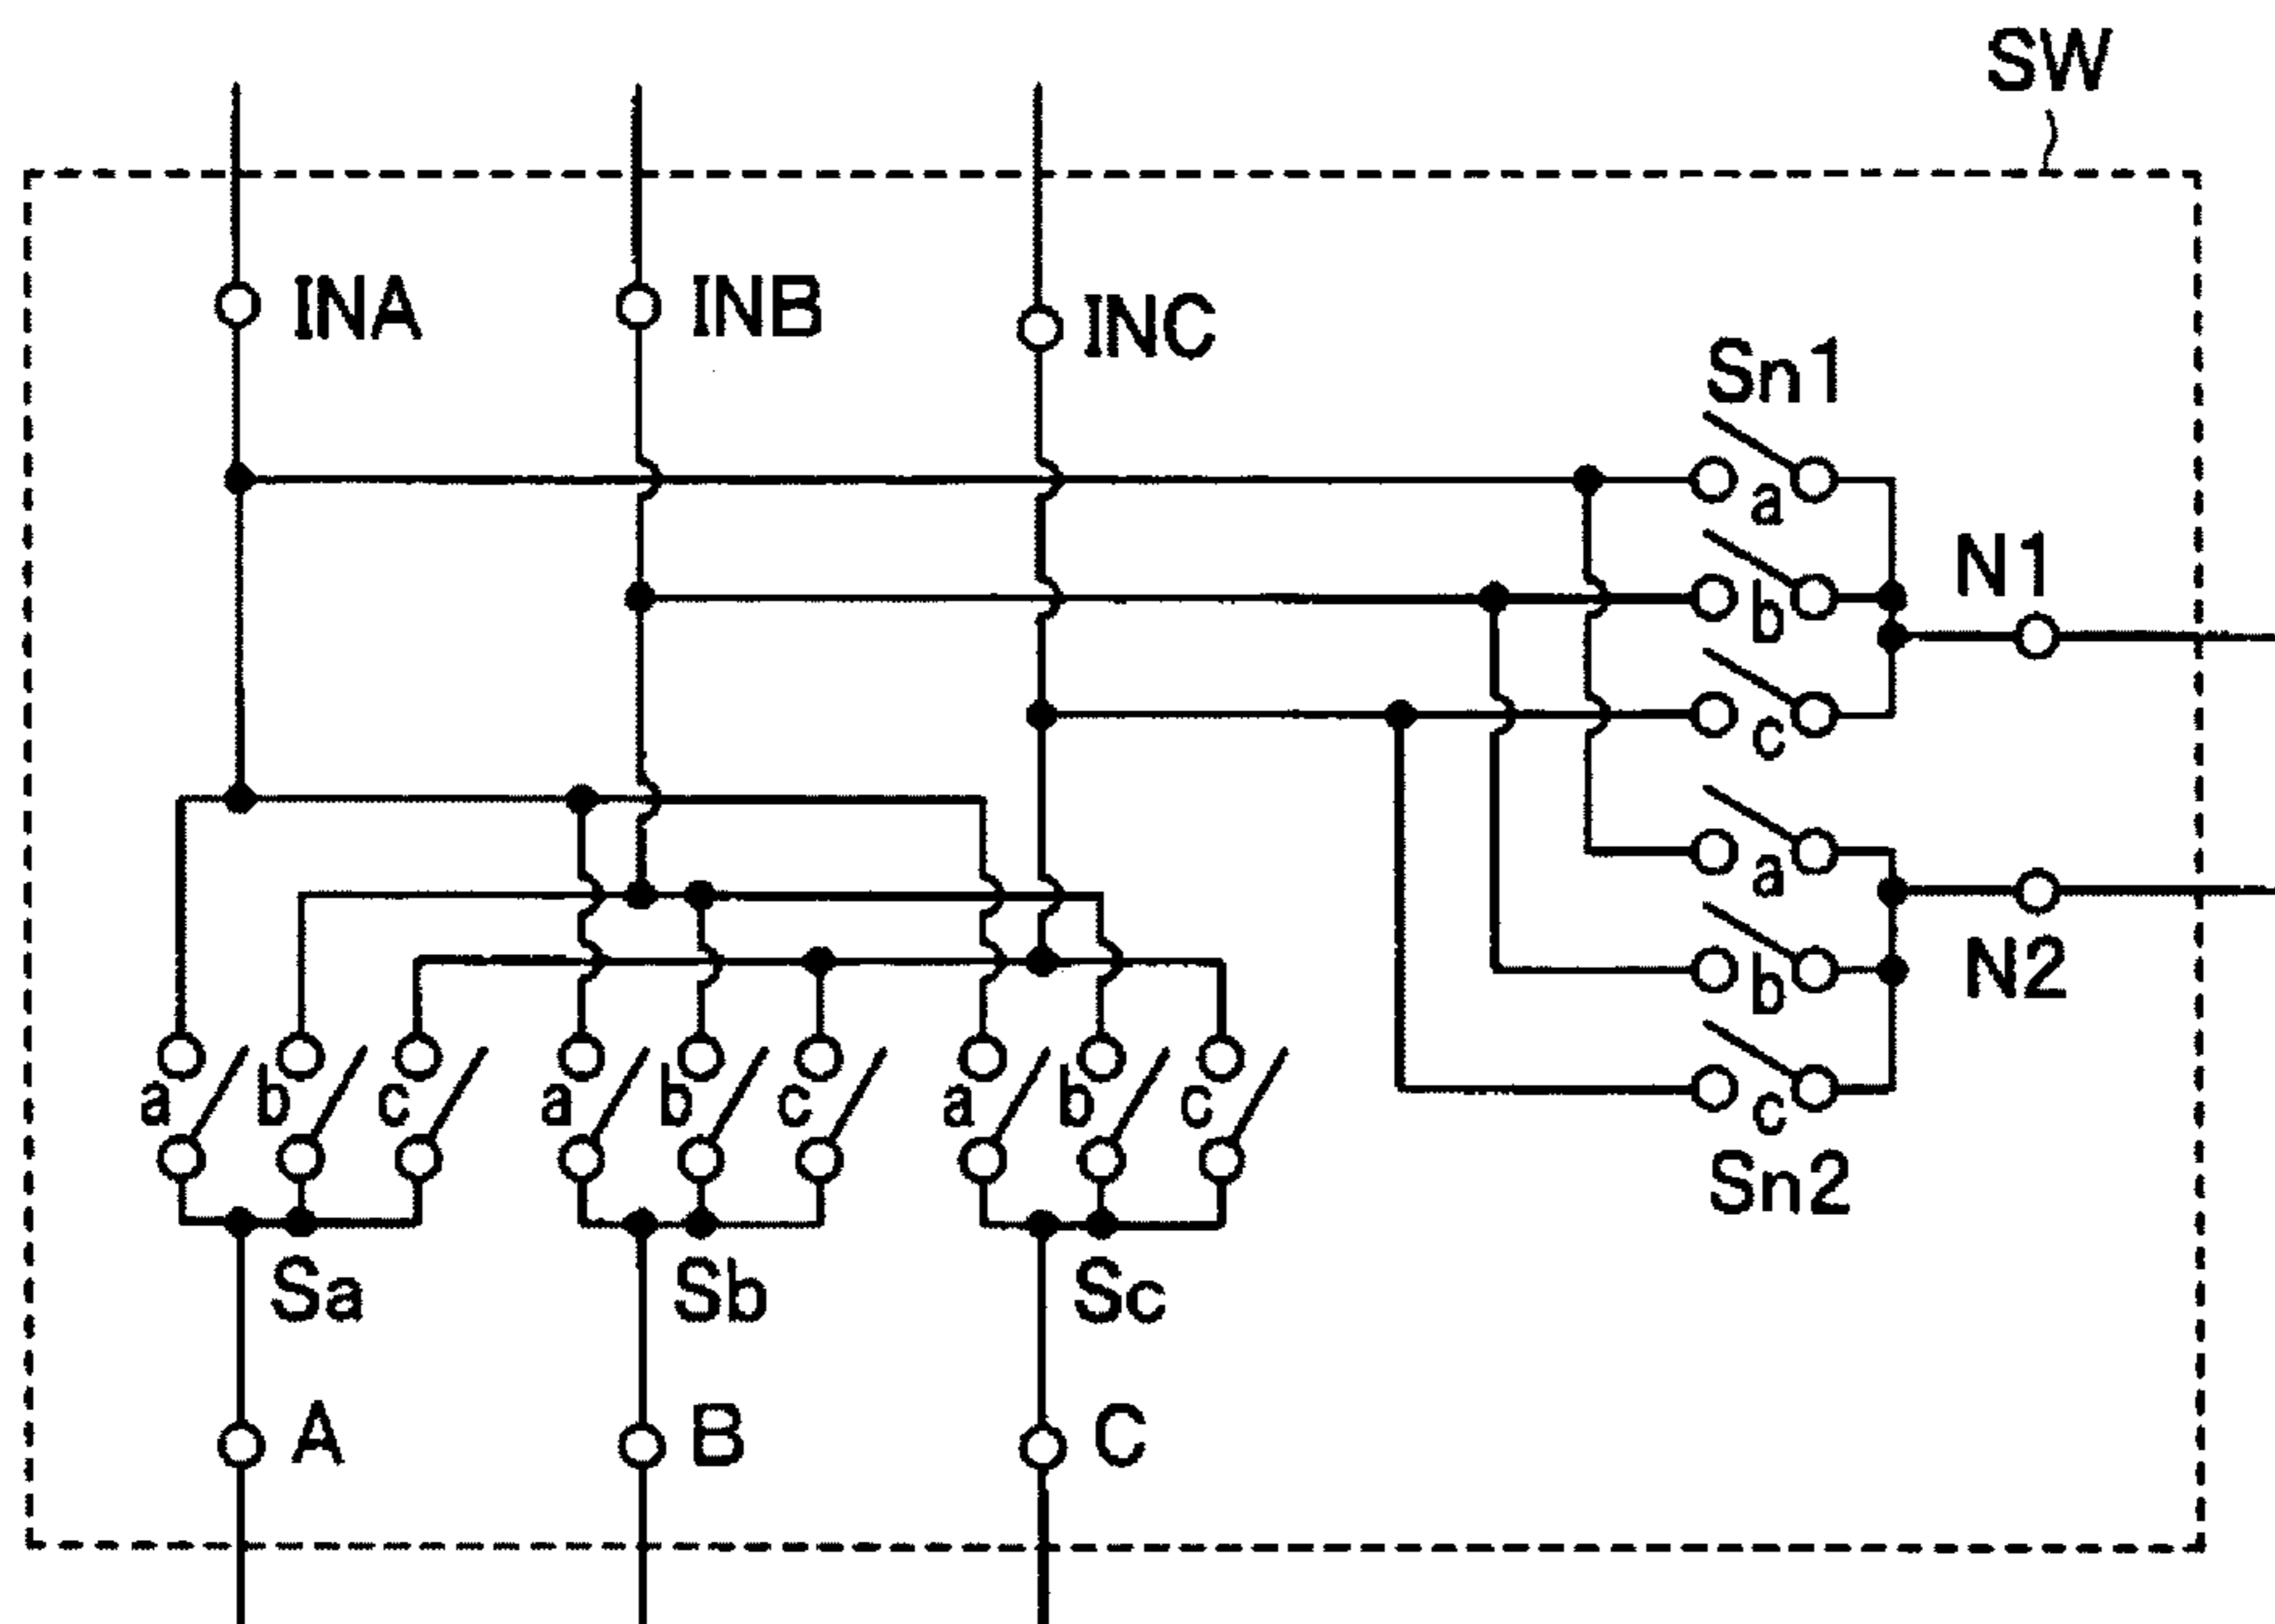 SW
INA INB INC
Sn1
a
b
N1
c
a
b
N2
c
Sn2
a b c a b c a b c
Sa Sb Sc
A B C